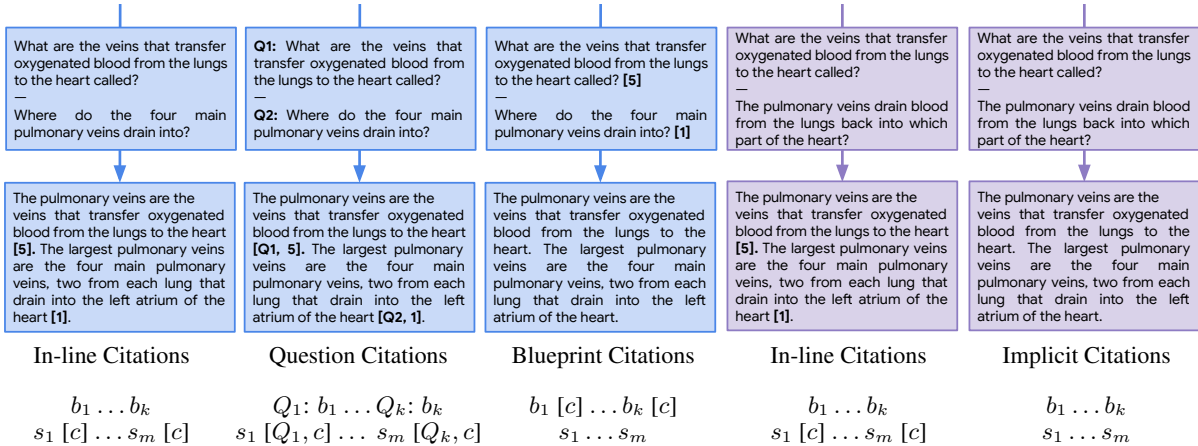 What are the veins that transfer
oxygenated blood from the lungs
to the heart called?
—
Where do the four main
pulmonary veins drain into?
Q1: What are the veins that
transfer oxygenated blood from
the lungs to the heart called?
—
Q2: Where do the four main
pulmonary veins drain into?
What are the veins that transfer
oxygenated blood from the lungs
to the heart called? [5]
—
Where do the four main
pulmonary veins drain into? [1]
What are the veins that transfer
oxygenated blood from the lungs
to the heart called?
—
The pulmonary veins drain blood
from the lungs back into which
part of the heart?
What are the veins that transfer
oxygenated blood from the lungs
to the heart called?
—
The pulmonary veins drain blood
from the lungs back into which
part of the heart?
The pulmonary veins are the
veins that transfer oxygenated
blood from the lungs to the heart
[5]. The largest pulmonary veins
are the four main pulmonary
veins, two from each lung that
drain into the left atrium of the
heart [1].
The pulmonary veins are the
veins that transfer oxygenated
blood from the lungs to the heart
[Q1, 5]. The largest pulmonary
veins are the four main
pulmonary veins, two from each
lung that drain into the left
atrium of the heart [Q2, 1].
The pulmonary veins are the
veins that transfer oxygenated
blood from the lungs to the
heart. The largest pulmonary
veins are the four main
pulmonary veins, two from each
lung that drain into the left
atrium of the heart.
The pulmonary veins are the
veins that transfer oxygenated
blood from the lungs to the heart
[5]. The largest pulmonary veins
are the four main pulmonary
veins, two from each lung that
drain into the left atrium of the
heart [1].
The pulmonary veins are the
veins that transfer oxygenated
blood from the lungs to the
heart. The largest pulmonary
veins are the four main
pulmonary veins, two from each
lung that drain into the left
atrium of the heart.
In-line Citations
Question Citations
Blueprint Citations
In-line Citations
Implicit Citations
b₁ … bₖ
s₁ [c] … sₘ [c]
Q₁: b₁ … Qₖ: bₖ
s₁ [Q₁, c] … sₘ [Qₖ, c]
b₁ [c] … bₖ [c]
s₁ … sₘ
b₁ … bₖ
s₁ [c] … sₘ [c]
b₁ … bₖ
s₁ … sₘ